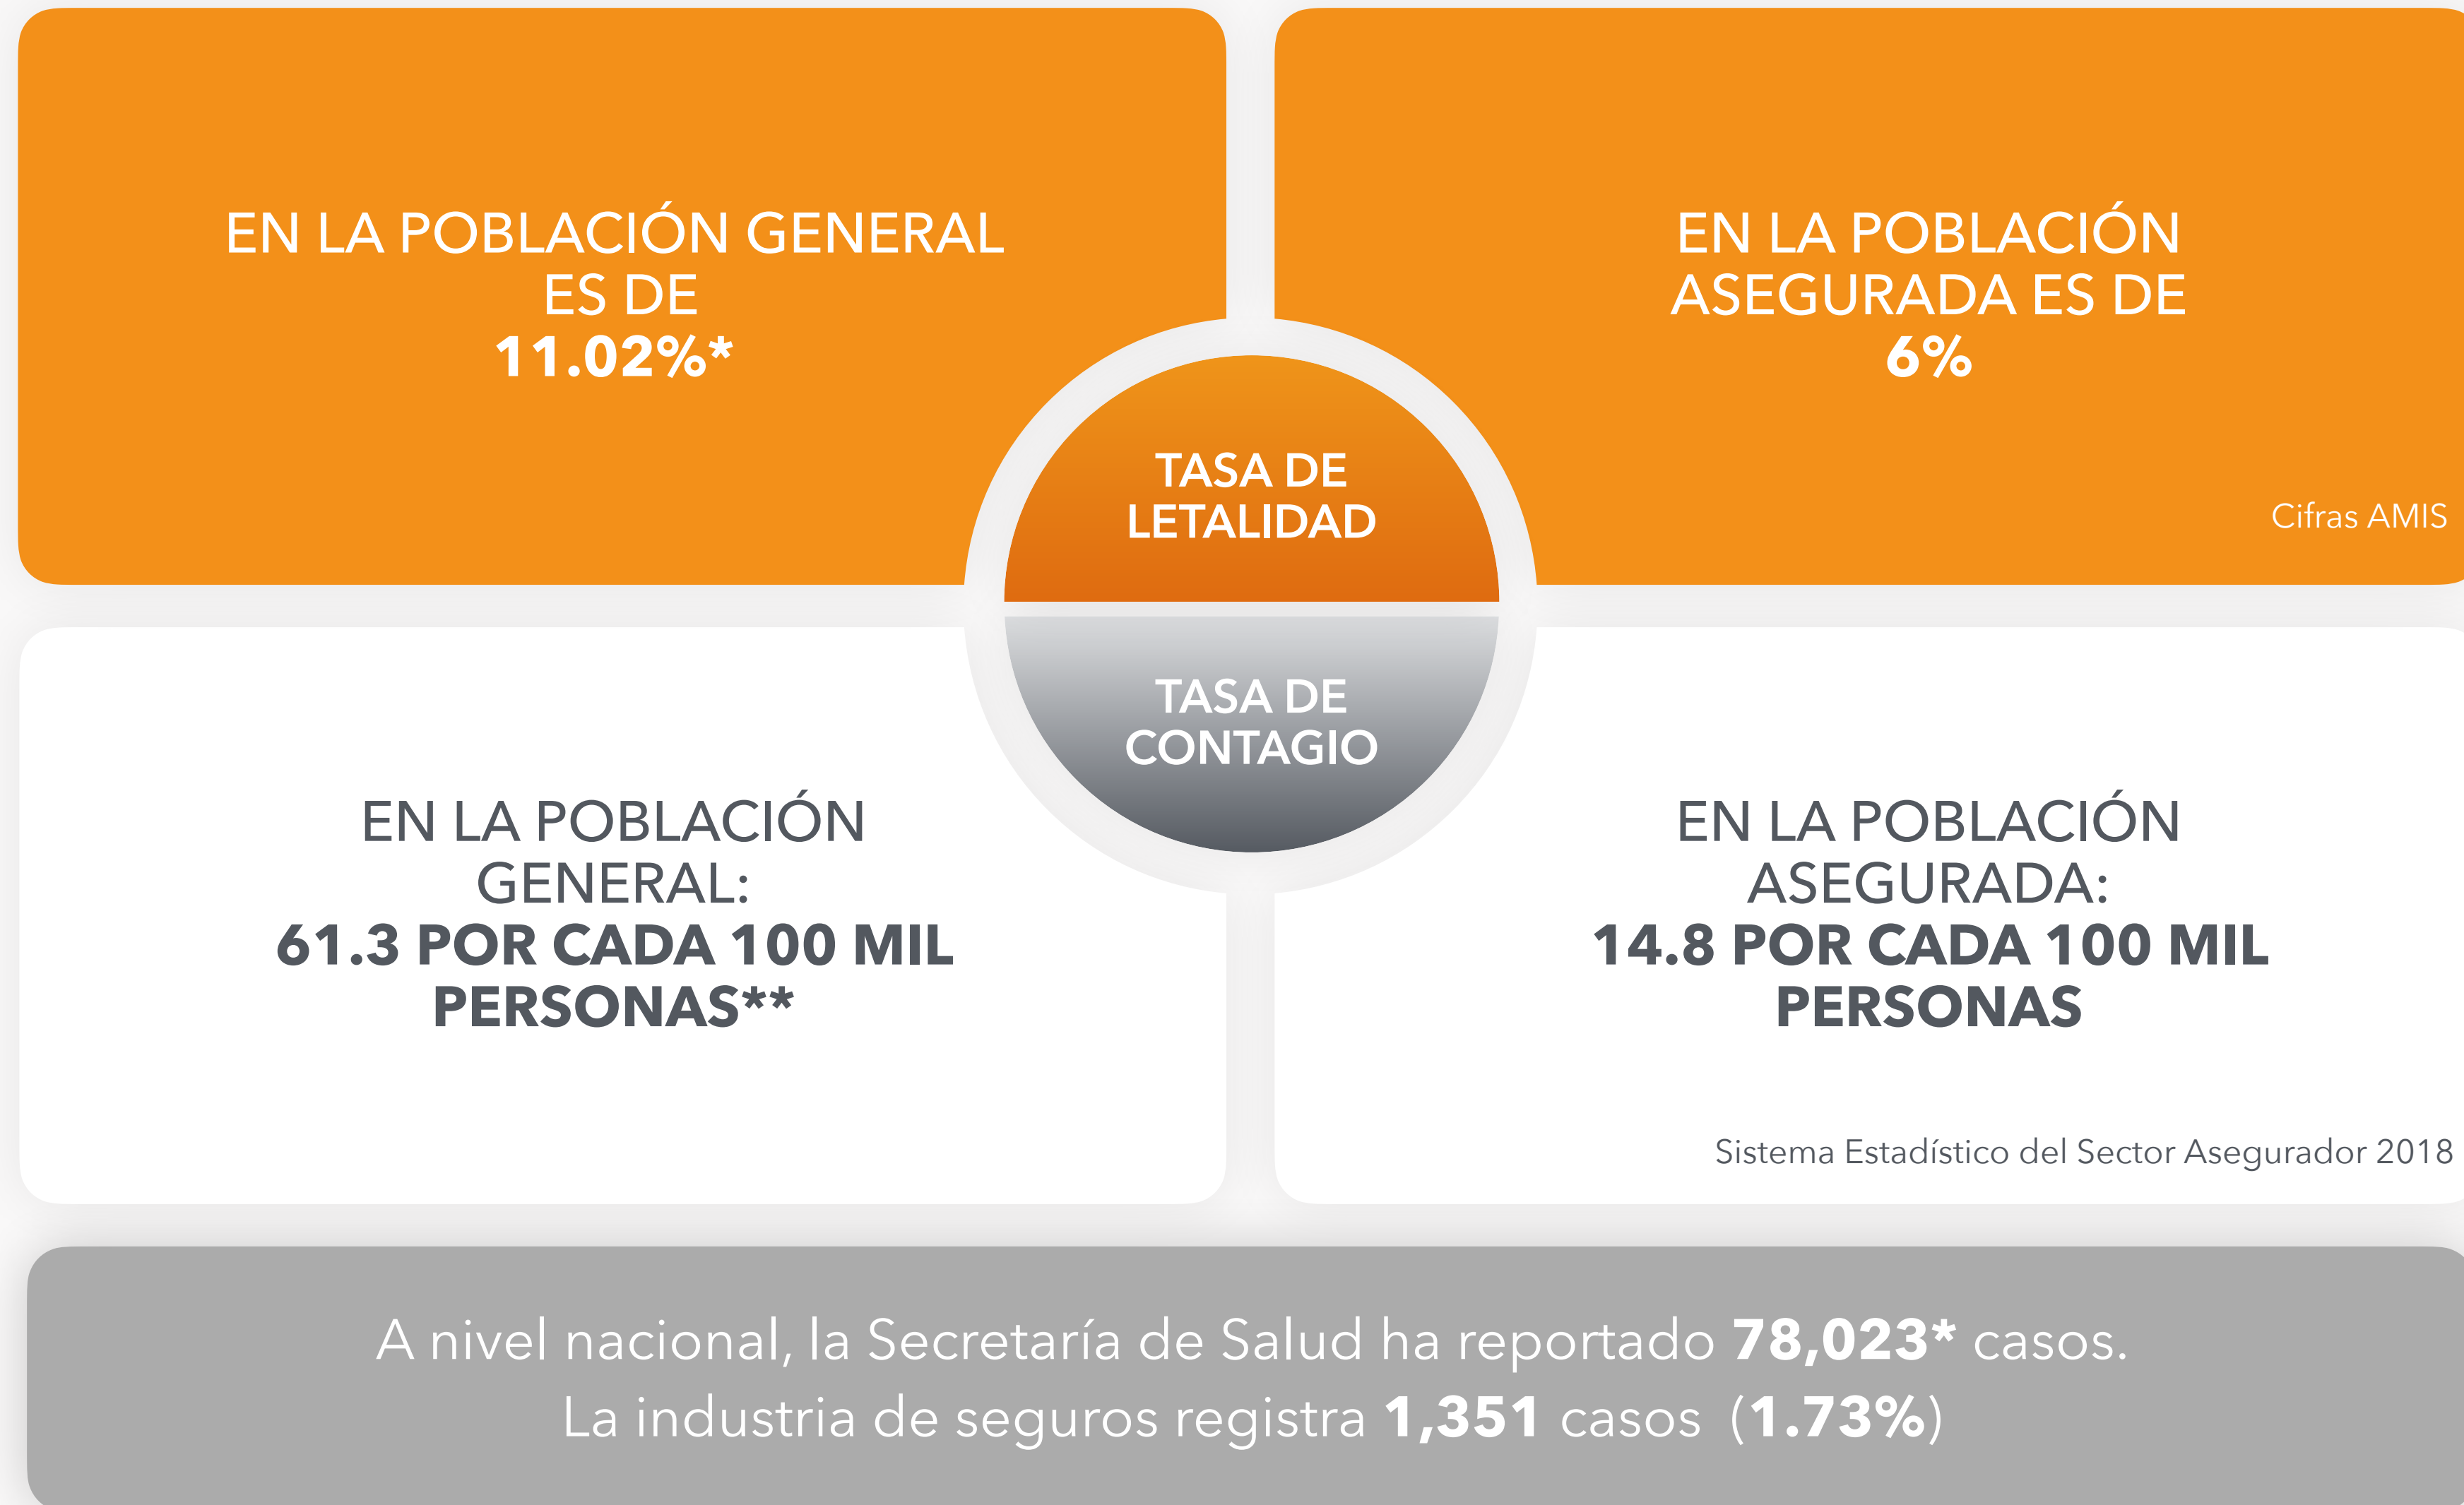 EN LA POBLACIÓN GENERAL
ES DE
11.02%*
EN LA POBLACIÓN
ASEGURADA ES DE
6%
Cifras AMIS
TASA DE
LETALIDAD
TASA DE
CONTAGIO
EN LA POBLACIÓN
GENERAL:
61.3 POR CADA 100 MIL
PERSONAS**
EN LA POBLACIÓN
ASEGURADA:
14.8 POR CADA 100 MIL
PERSONAS
Sistema Estadístico del Sector Asegurador 2018
A nivel nacional, la Secretaría de Salud ha reportado 78,023* casos.
La industria de seguros registra 1,351 casos (1.73%)